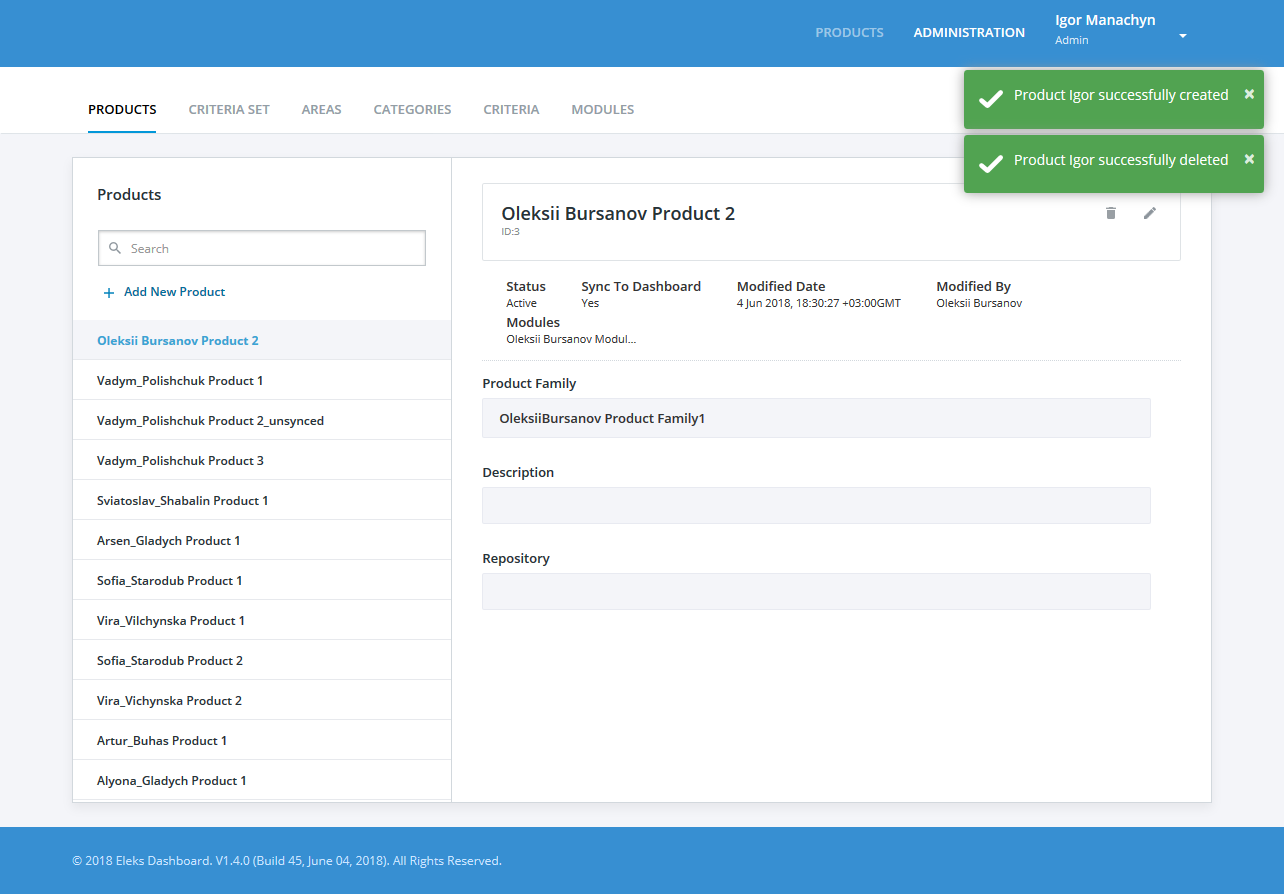 PRODUCTS
ADMINISTRATION
Igor Manachyn
Admin
PRODUCTS
CRITERIA SET
AREAS
CATEGORIES
CRITERIA
MODULES
Product Igor successfully created ×
Product Igor successfully deleted ×
Products
Search
+ Add New Product
Oleksii Bursanov Product 2
Vadym_Polishchuk Product 1
Vadym_Polishchuk Product 2_unsynced
Vadym_Polishchuk Product 3
Sviatoslav_Shabalin Product 1
Arsen_Gladych Product 1
Sofia_Starodub Product 1
Vira_Vilchynska Product 1
Sofia_Starodub Product 2
Vira_Vichynska Product 2
Artur_Buhas Product 1
Alyona_Gladych Product 1
Oleksii Bursanov Product 2
ID:3
Status
Active
Sync To Dashboard
Yes
Modified Date
4 Jun 2018, 18:30:27 +03:00GMT
Modified By
Oleksii Bursanov
Modules
Oleksii Bursanov Modul...
Product Family
OleksiiBursanov Product Family1
Description
Repository
© 2018 Eleks Dashboard. V1.4.0 (Build 45, June 04, 2018). All Rights Reserved.